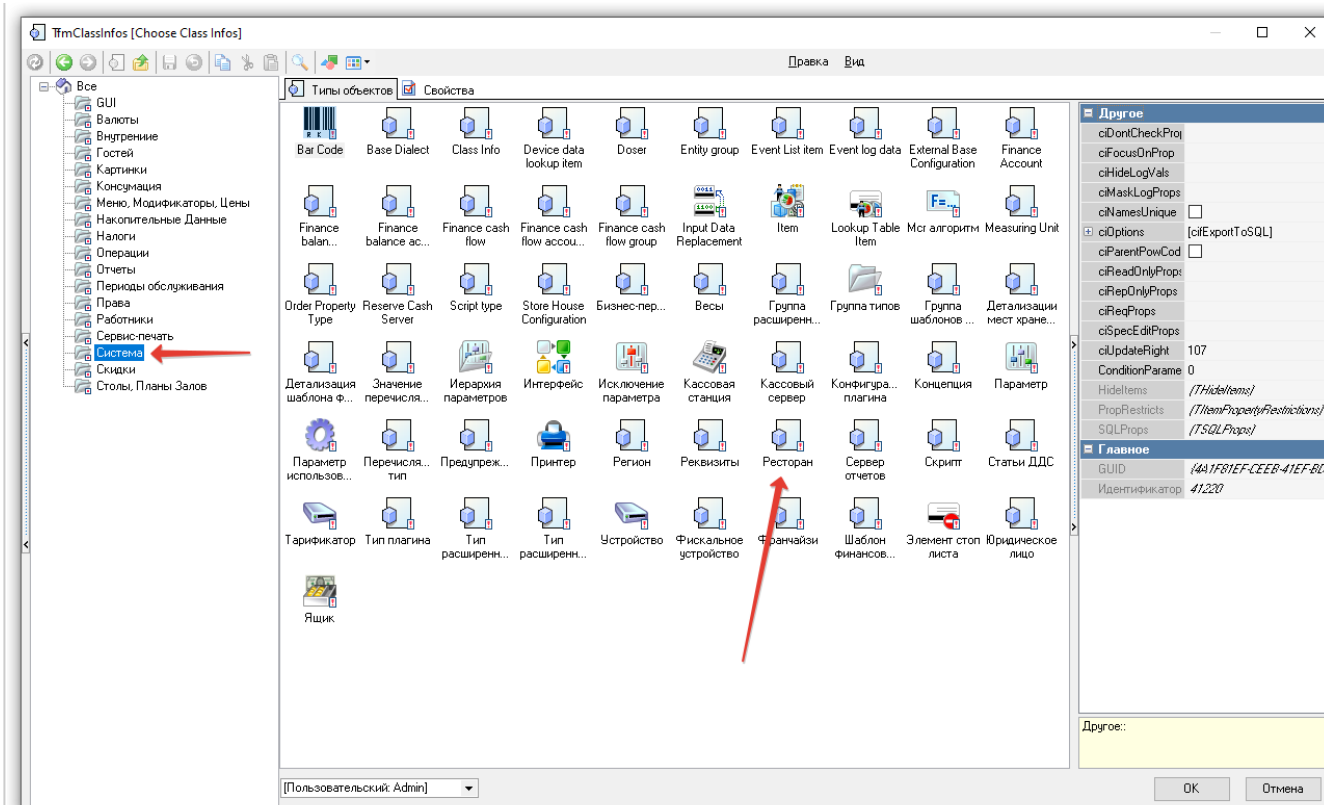 TfmClassInfos [Choose Class Infos]
Правка Вид
Все
GUI
Валюты
Внутренние
Гостей
Картинки
Консумация
Меню, Модификаторы, Цены
Накопительные Данные
Налоги
Операции
Отчеты
Периоды обслуживания
Права
Работники
Сервис-печать
Система
Скидки
Столы, Планы Залов
Типы объектов Свойства
Bar Code Base Dialect Class Info Device data Doser Entity group Event List item Event log data External Base Finance
lookup item Configuration Account
Finance Finance Finance cash Finance cash Finance cash Input Data Item Lookup Table Мсг алгоритм Measuring Unit
balan... balance ac... flow flow accou... flow group Replacement Item
Order Property Reserve Cash Script type Store House Бизнес-пер... Весы Группа Группа типов Группа Детализации
Type Server Configuration расширенн... шаблонов ... мест хране...
Детализация Значение Иерархия Интерфейс Исключение Кассовая Кассовый Конфигура... Концепция Параметр
шаблона ф... перечисля... параметров параметра станция сервер плагина
Параметр Перечисля... Предупреж... Принтер Регион Реквизиты Ресторан Сервер Скрипт Статьи ДДС
использов... тип отчетов
Тарификатор Тип плагина Тип Тип Устройство Фискальное Франчайзи Шаблон Элемент стоп Юридическое
расширенн... расширенн... устройство финансов... листа лицо
Ящик
Другое
ciDontCheckProp
ciFocusOnProp
ciHideLogVals
ciMaskLogProps
ciNamesUnique
ciOptions [cifExportToSQL]
ciParentPowCod
ciReadOnlyProps
ciRepOnlyProps
ciReqProps
ciSpecEditProps
ciUpdateRight 107
ConditionParame 0
HideItems (THideItems)
PropRestricts (TItemPropertyRestrictions)
SQLProps (TSQLProps)
Главное
GUID {4A1F81EF-CEEB-41EF-BD
Идентификатор 41220
Другое::
[Пользовательский: Admin]
OK Отмена